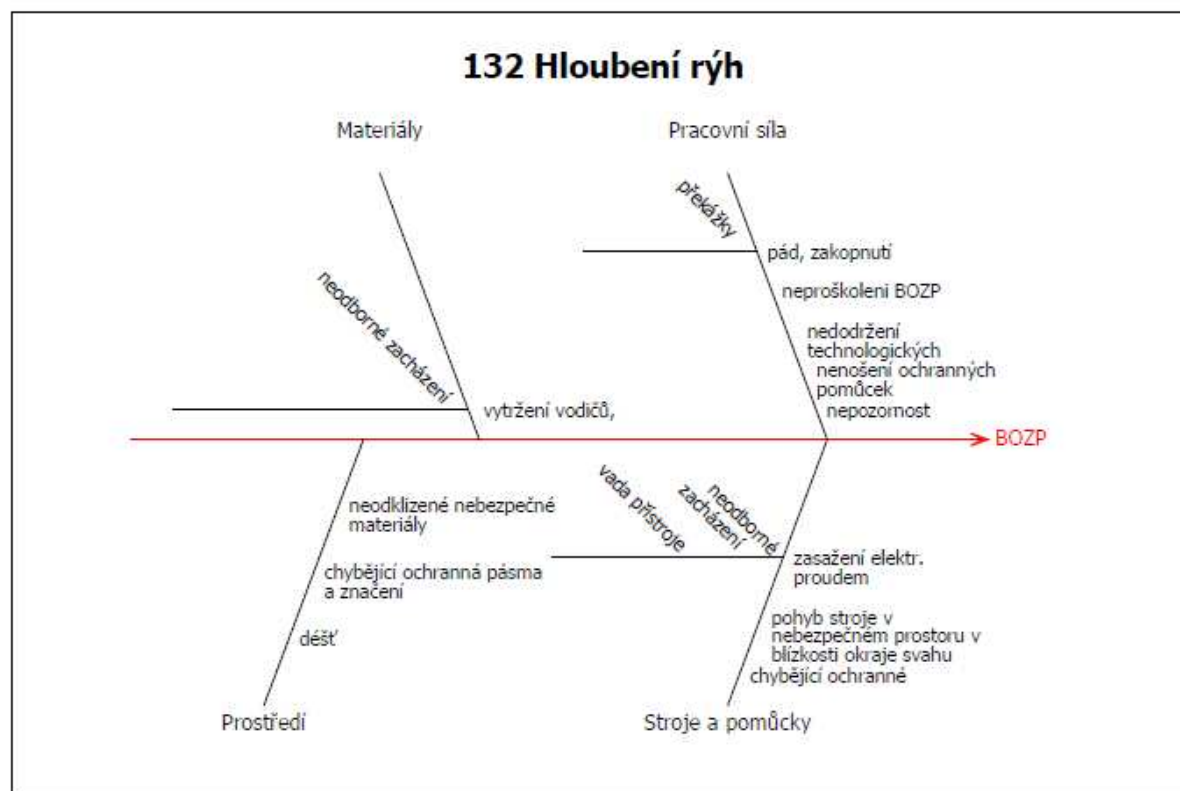 132 Hloubení rýh
Materiály
Pracovní síla
překážky
pád, zakopnutí
neproškolení BOZP
neodborné zacházení
nedodržení
technologických
nenošení ochranných
pomůcek
nepozornost
vytržení vodičů,
BOZP
neodklizené nebezpečné
materiály
chybějící ochranná pásma
a značení
déšť
vada přístroje
neodborné
zacházení
zasažení elektr.
proudem
pohyb stroje v
nebezpečném prostoru v
blízkosti okraje svahu
chybějící ochranné
Prostředí
Stroje a pomůcky